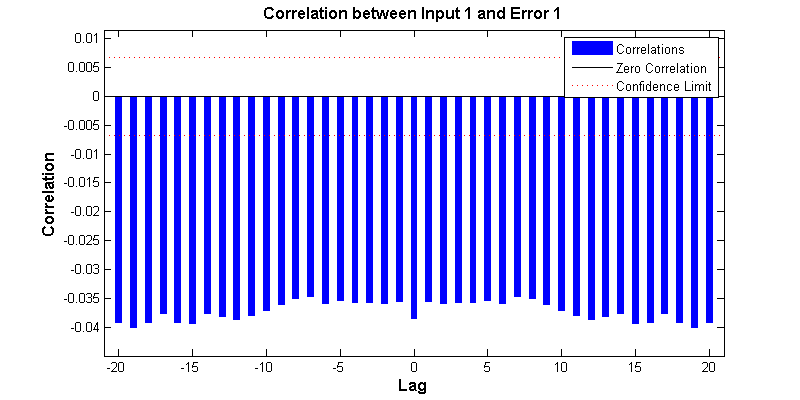 Correlation between Input 1 and Error 1
Correlations
Zero Correlation
Confidence Limit
0.01
0.005
0
-0.005
-0.01
-0.015
-0.02
-0.025
-0.03
-0.035
-0.04
Correlation
-20 -15 -10 -5 0 5 10 15 20
Lag